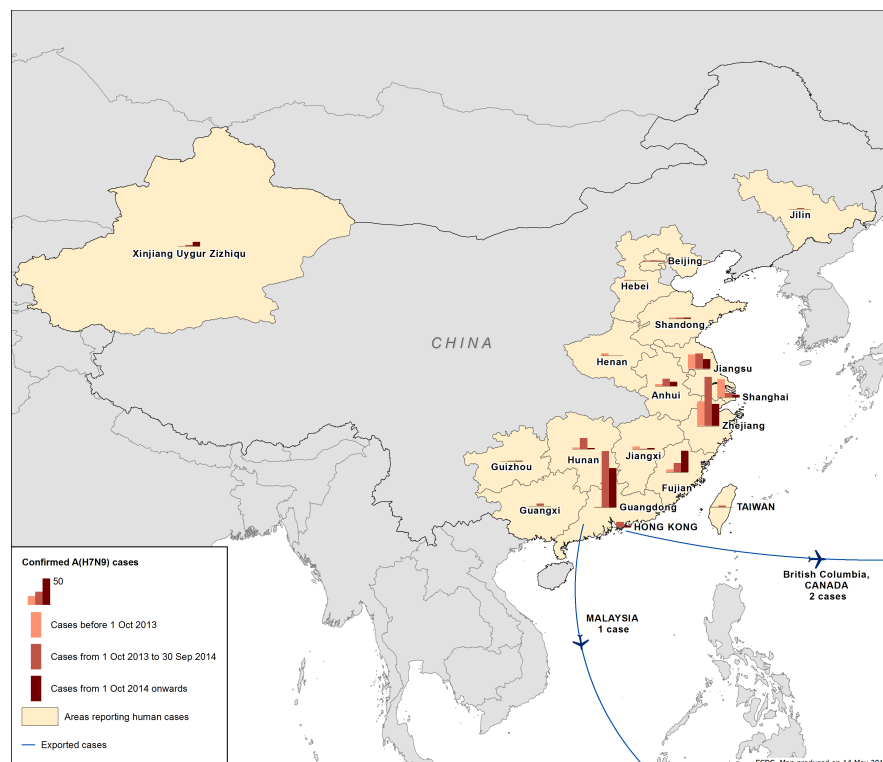 Jilin
Xinjiang Uygur Zizhiqu
Beijing
Hebei
Shandong
CHINA
Henan
Jiangsu
Anhui
Shanghai
Zhejiang
Hunan
Jiangxi
Guizhou
Fujian
Guangxi
Guangdong
TAIWAN
HONG KONG
British Columbia,
CANADA
2 cases
MALAYSIA
1 case
Confirmed A(H7N9) cases
50
Cases before 1 Oct 2013
Cases from 1 Oct 2013 to 30 Sep 2014
Cases from 1 Oct 2014 onwards
Areas reporting human cases
Exported cases